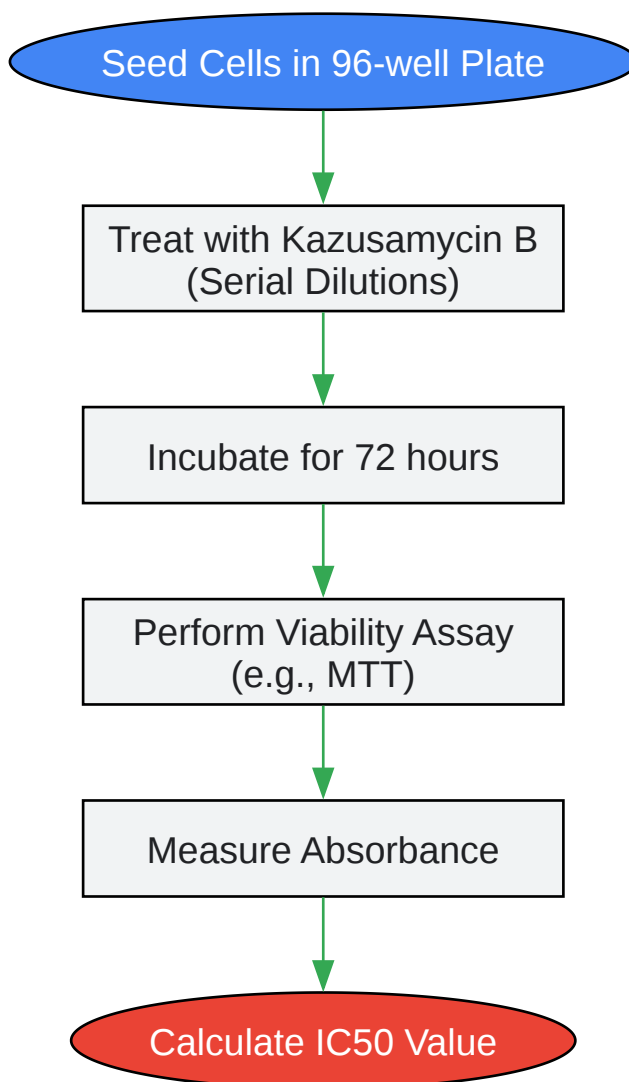 Seed Cells in 96-well Plate
Treat with Kazusamycin B
(Serial Dilutions)
Incubate for 72 hours
Perform Viability Assay
(e.g., MTT)
Measure Absorbance
Calculate IC50 Value